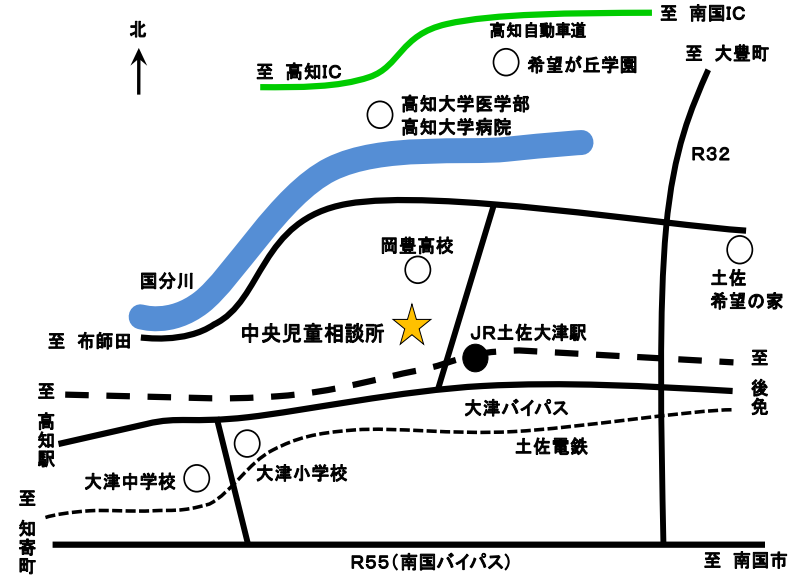 至 南国IC
北
高知自動車道
至 大豊町
至 高知IC
希望が丘学園
高知大学医学部
高知大学病院
R32
岡豊高校
土佐
希望の家
国分川
中央児童相談所
JR土佐大津駅
至 布師田
至 後免
至 高知駅
大津バイパス
土佐電鉄
大津小学校
大津中学校
至 知寄町
R55(南国バイパス)
至 南国市